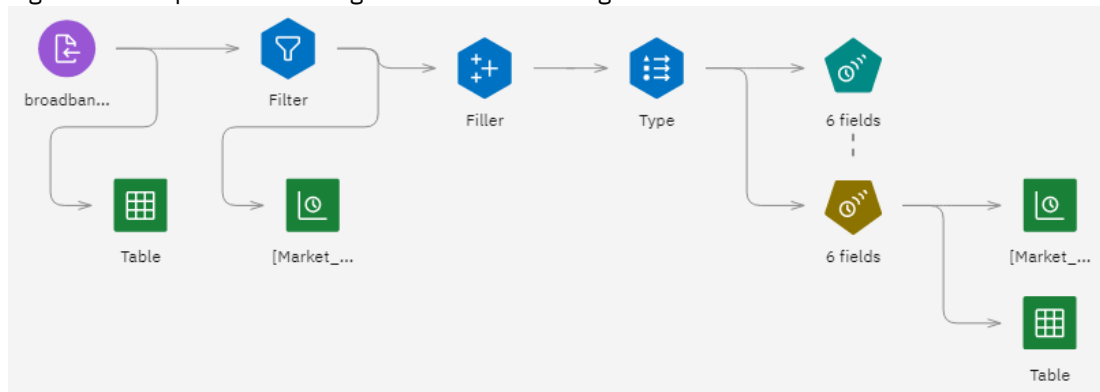 broadban...
Filter
Filler
Type
6 fields
Table
[Market_...
6 fields
[Market_...
Table